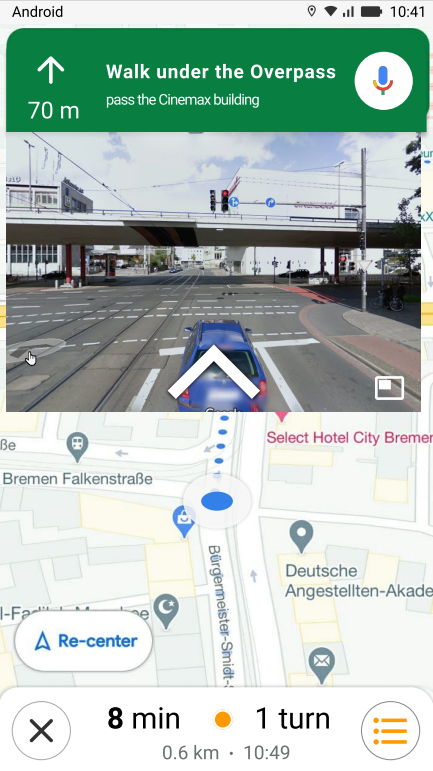 Android
10:41
Walk under the Overpass
70 m
pass the Cinemax building
Select Hotel City Bremen
Bremen Falkenstraße
Deutsche
Angestellten-Akade
Bürgermeister-Smidt-S
Re-center
8 min
1 turn
0.6 km · 10:49